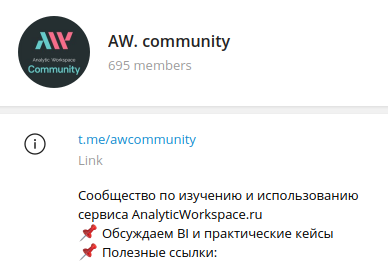 AW
Analytic Workspace
Community
AW. community
695 members
t.me/awcommunity
Link
Сообщество по изучению и использованию
сервиса AnalyticWorkspace.ru
📌 Обсуждаем BI и практические кейсы
📌 Полезные ссылки: